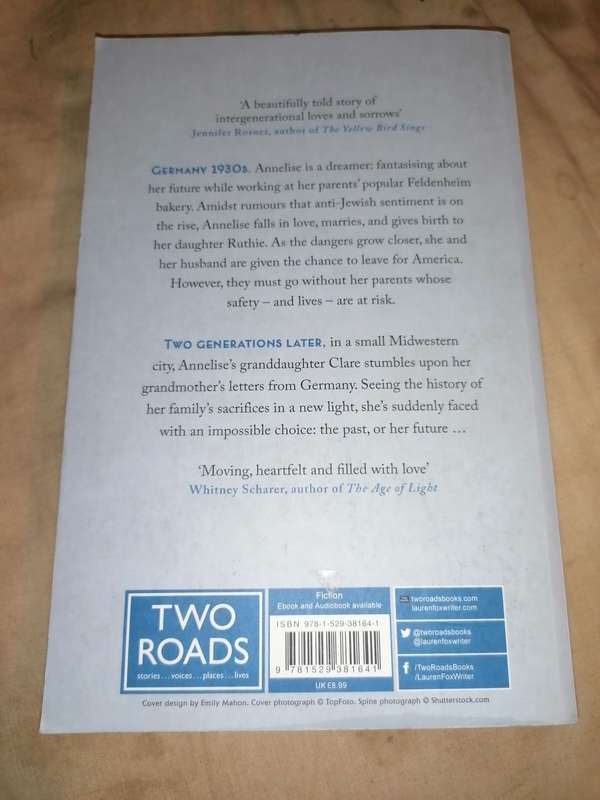 ‘A beautifully told story of
intergenerational loves and sorrows’
Jennifer Rosner, author of The Yellow Bird Sings
GERMANY 1930s. Annelise is a dreamer: fantasising about
her future while working at her parents’ popular Feldenheim
bakery. Amidst rumours that anti-Jewish sentiment is on
the rise, Annelise falls in love, marries, and gives birth to
her daughter Ruthie. As the dangers grow closer, she and
her husband are given the chance to leave for America.
However, they must go without her parents whose
safety – and lives – are at risk.
TWO GENERATIONS LATER, in a small Midwestern
city, Annelise’s granddaughter Clare stumbles upon her
grandmother’s letters from Germany. Seeing the history of
her family’s sacrifices in a new light, she’s suddenly faced
with an impossible choice: the past, or her future …
‘Moving, heartfelt and filled with love’
Whitney Scharer, author of The Age of Light
TWO
ROADS
stories . . . voices . . . places . . . lives
Fiction
Ebook and Audiobook available
ISBN 978-1-529-38164-1
9 781529 381641
UK £8.99
tworoadsbooks.com
laurenfoxwriter.com
@tworoadsbooks
@laurenfoxwriter
/TwoRoadsBooks
/LaurenFoxWriter
Cover design by Emily Mahon. Cover photograph © TopFoto. Spine photograph © Shutterstock.com